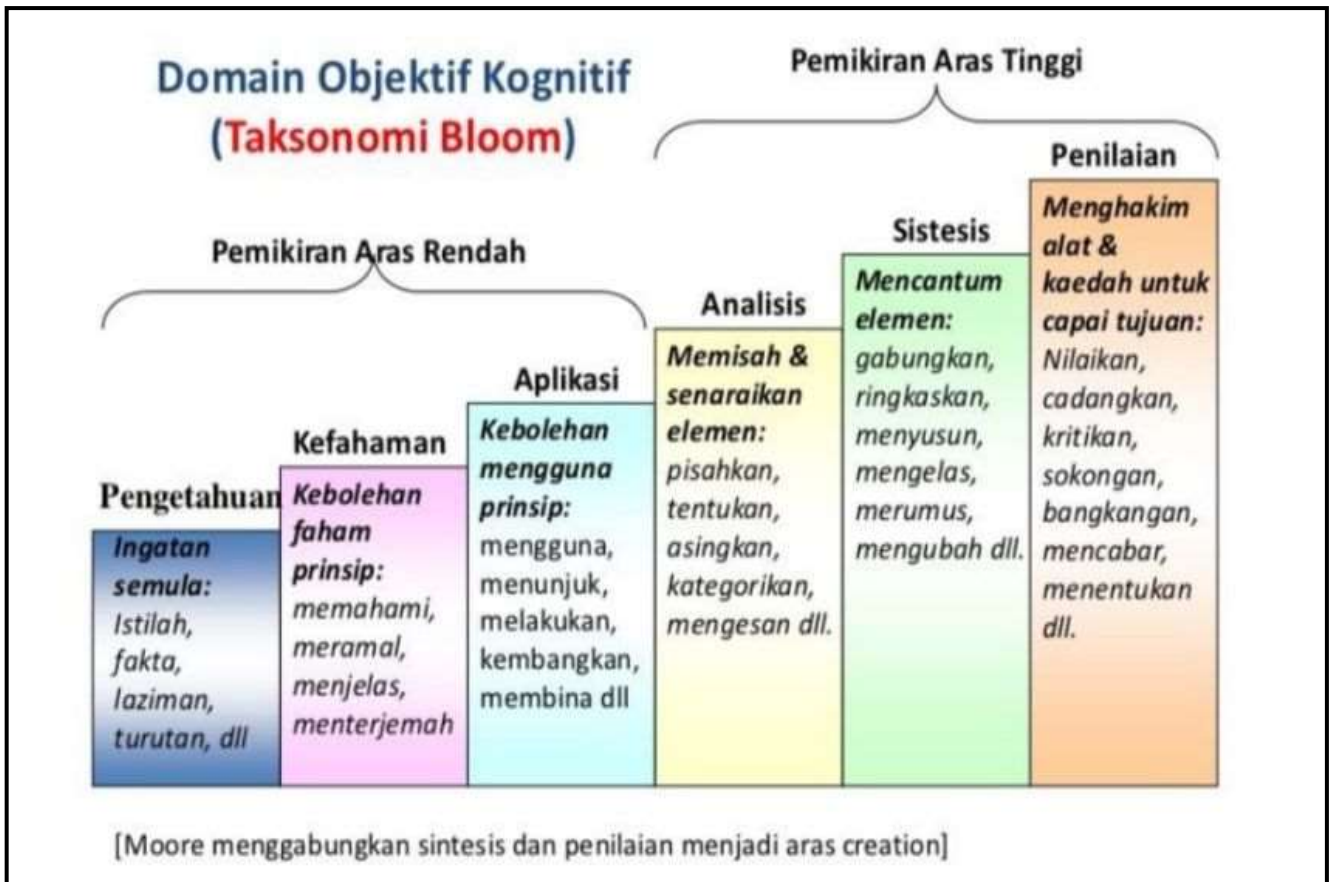 Domain Objektif Kognitif
(Taksonomi Bloom)
Pemikiran Aras Tinggi
Pemikiran Aras Rendah
Pengetahuan
Ingatan
semula:
Istilah,
fakta,
laziman,
turutan, dll
Kefahaman
Kebolehan
faham
prinsip:
memahami,
meramal,
menjelas,
menterjemah
Aplikasi
Kebolehan
mengguna
prinsip:
mengguna,
menunjuk,
melakukan,
kembangkan,
membina dll
Analisis
Memisah &
senaraikan
elemen:
pisahkan,
tentukan,
asingkan,
kategorikan,
mengesan dll.
Sistesis
Mencantum
elemen:
gabungkan,
ringkaskan,
menyusun,
mengelas,
merumus,
mengubah dll.
Penilaian
Menghakim
alat &
kaedah untuk
capai tujuan:
Nilaikan,
cadangkan,
kritikan,
sokongan,
bangkangan,
mencabar,
menentukan
dll.
[Moore menggabungkan sintesis dan penilaian menjadi aras creation]